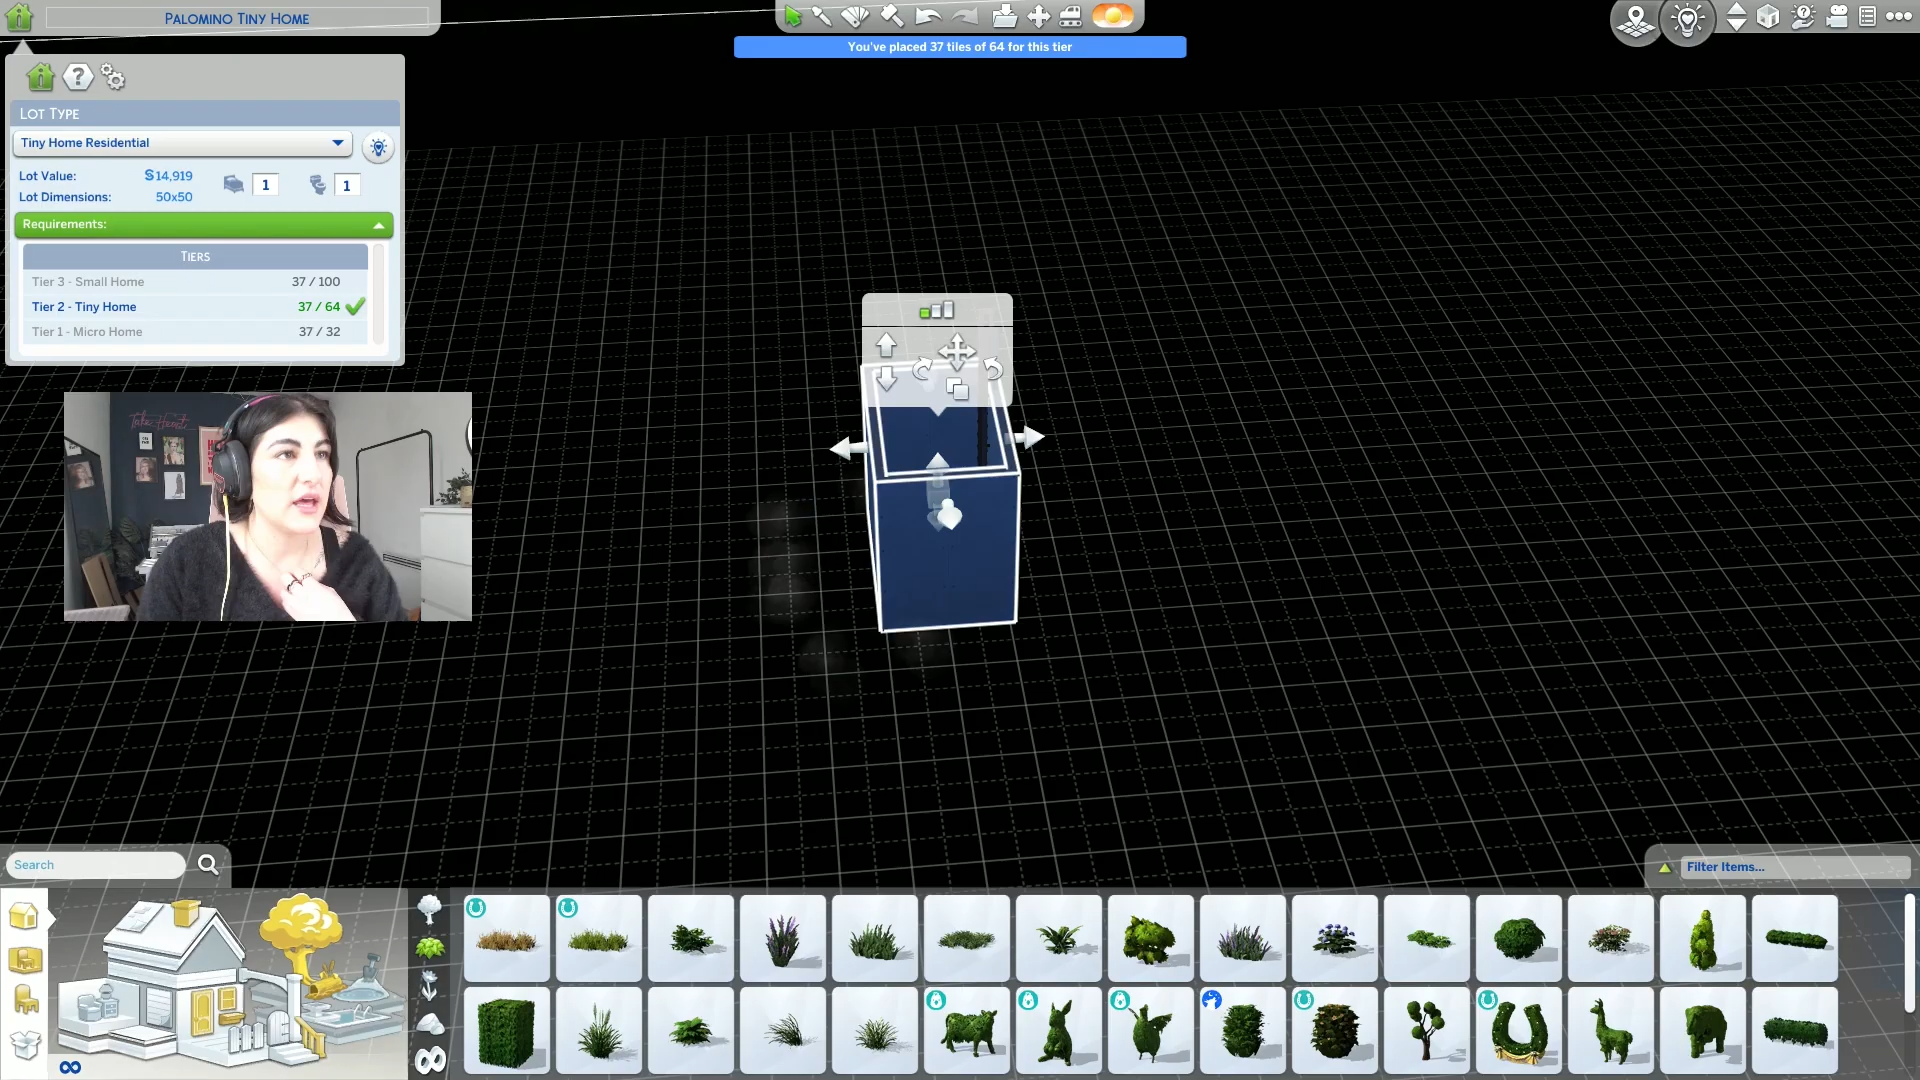 Palomino Tiny Home
You've placed 37 tiles of 64 for this tier
Lot Type
Tiny Home Residential
Lot Value: §14,919 1 1
Lot Dimensions: 50x50
Requirements:
Tiers
Tier 3 - Small Home 37 / 100
Tier 2 - Tiny Home 37 / 64
Tier 1 - Micro Home 37 / 32
Take Heart
Search
Filter Items...